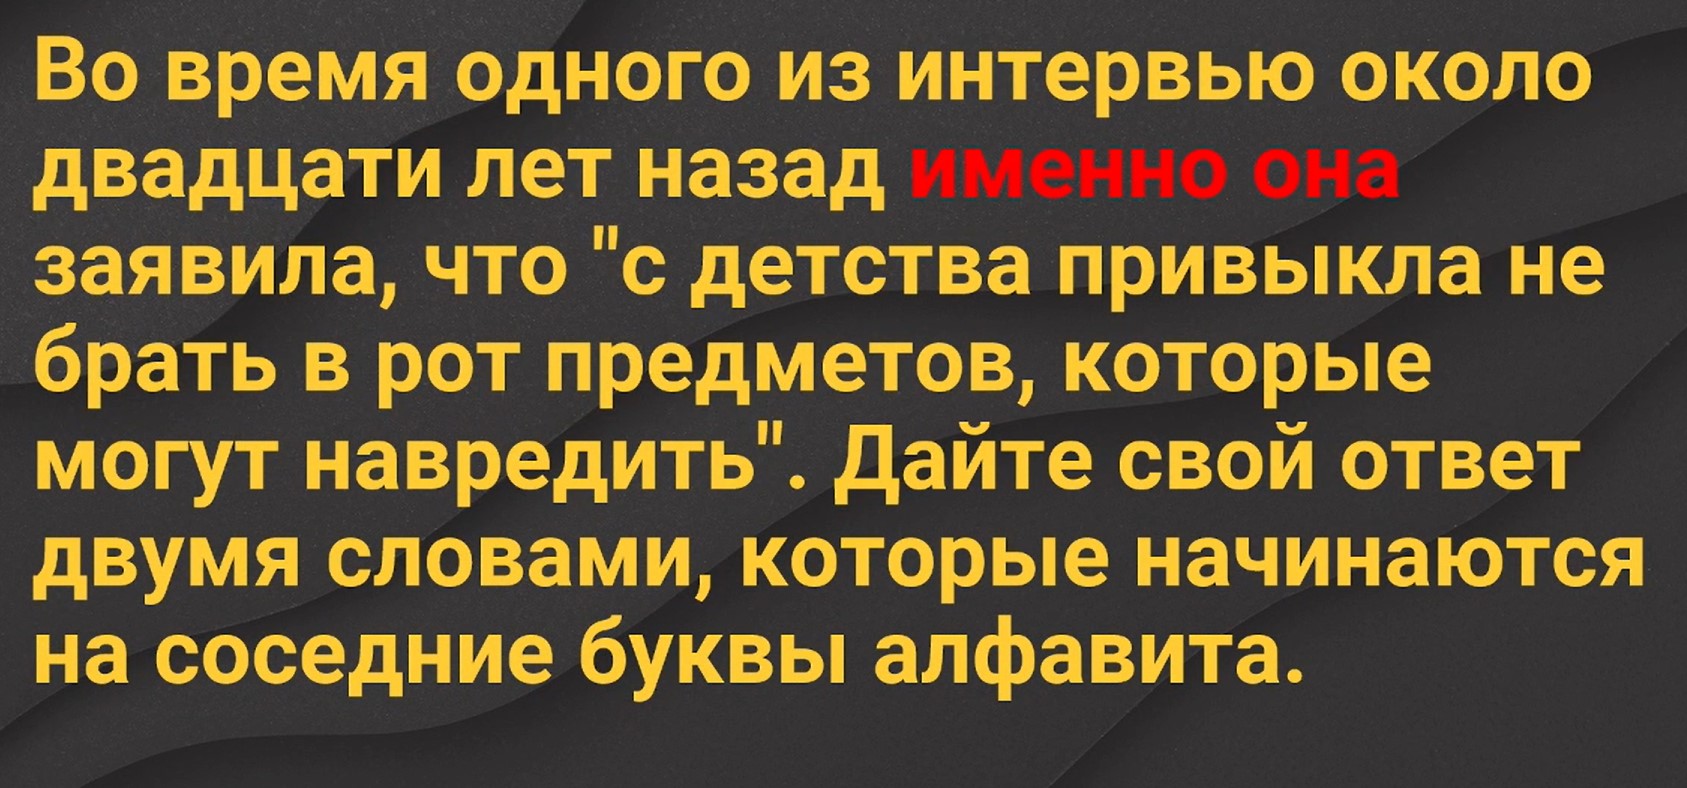 Во время одного из интервью около
двадцати лет назад именно она
заявила, что "с детства привыкла не
брать в рот предметов, которые
могут навредить". Дайте свой ответ
двумя словами, которые начинаются
на соседние буквы алфавита.